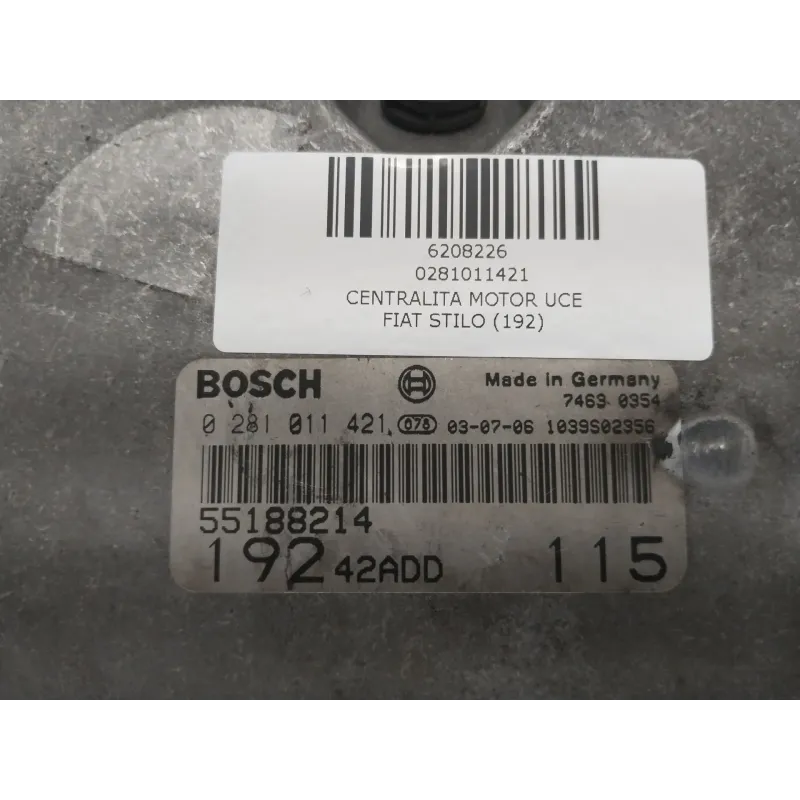 6208226
0281011421
CENTRALITA MOTOR UCE
FIAT STILO (192)
BOSCH Made in Germany
7463 0354
0 281 011 421 078 03-07-06 1039S02356
55188214
192 42ADD 115